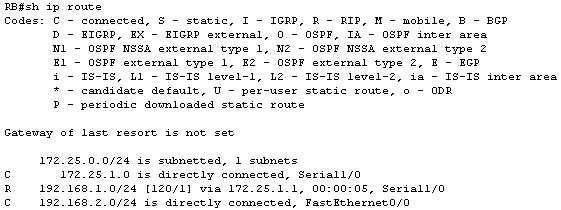 RB#sh ip route
Codes: C - connected, S - static, I - IGRP, R - RIP, M - mobile, B - BGP
D - EIGRP, EX - EIGRP external, O - OSPF, IA - OSPF inter area
N1 - OSPF NSSA external type 1, N2 - OSPF NSSA external type 2
E1 - OSPF external type 1, E2 - OSPF external type 2, E - EGP
i - IS-IS, L1 - IS-IS level-1, L2 - IS-IS level-2, ia - IS-IS inter area
* - candidate default, U - per-user static route, o - ODR
P - periodic downloaded static route
Gateway of last resort is not set
172.25.0.0/24 is subnetted, 1 subnets
C 172.25.1.0 is directly connected, Serial1/0
R 192.168.1.0/24 [120/1] via 172.25.1.1, 00:00:05, Serial1/0
C 192.168.2.0/24 is directly connected, FastEthernet0/0